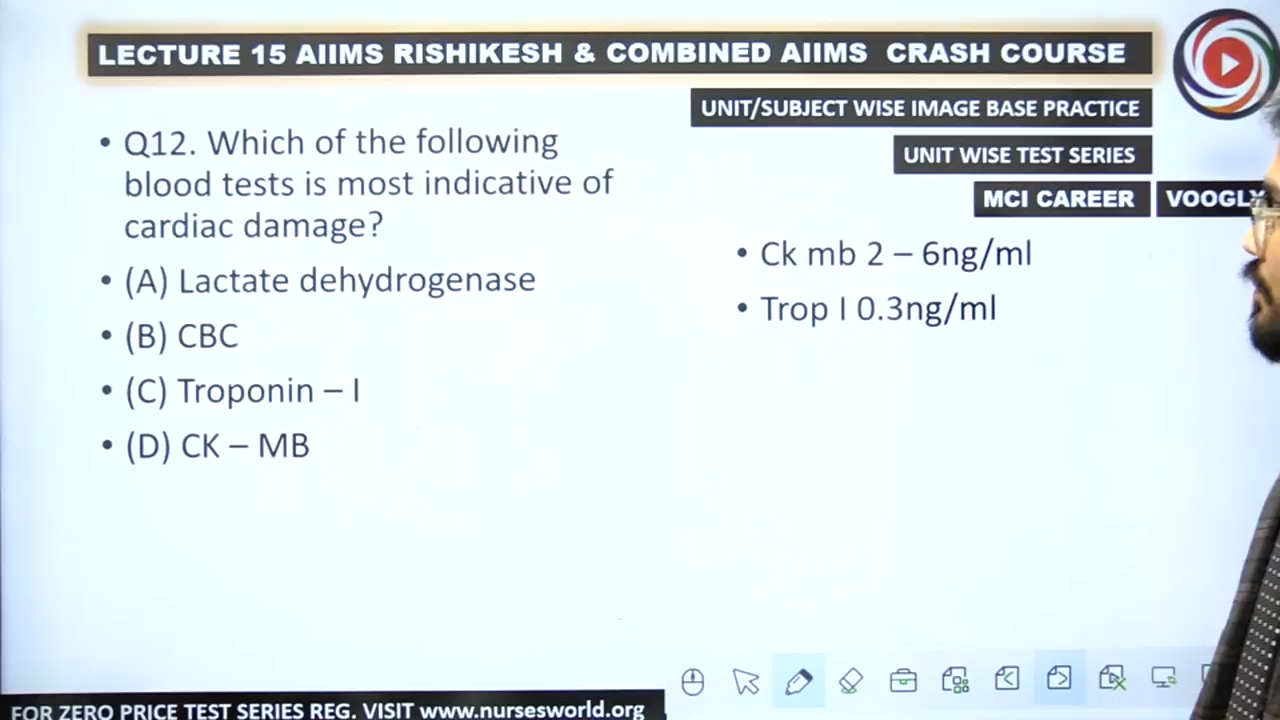 LECTURE 15 AIIMS RISHIKESH & COMBINED AIIMS CRASH COURSE
UNIT/SUBJECT WISE IMAGE BASE PRACTICE
UNIT WISE TEST SERIES
MCI CAREER
VOOGLY
• Q12. Which of the following
blood tests is most indicative of
cardiac damage?
• (A) Lactate dehydrogenase
• (B) CBC
• (C) Troponin – I
• (D) CK – MB
• Ck mb 2 – 6ng/ml
• Trop I 0.3ng/ml
FOR ZERO PRICE TEST SERIES REG. VISIT www.nursesworld.org